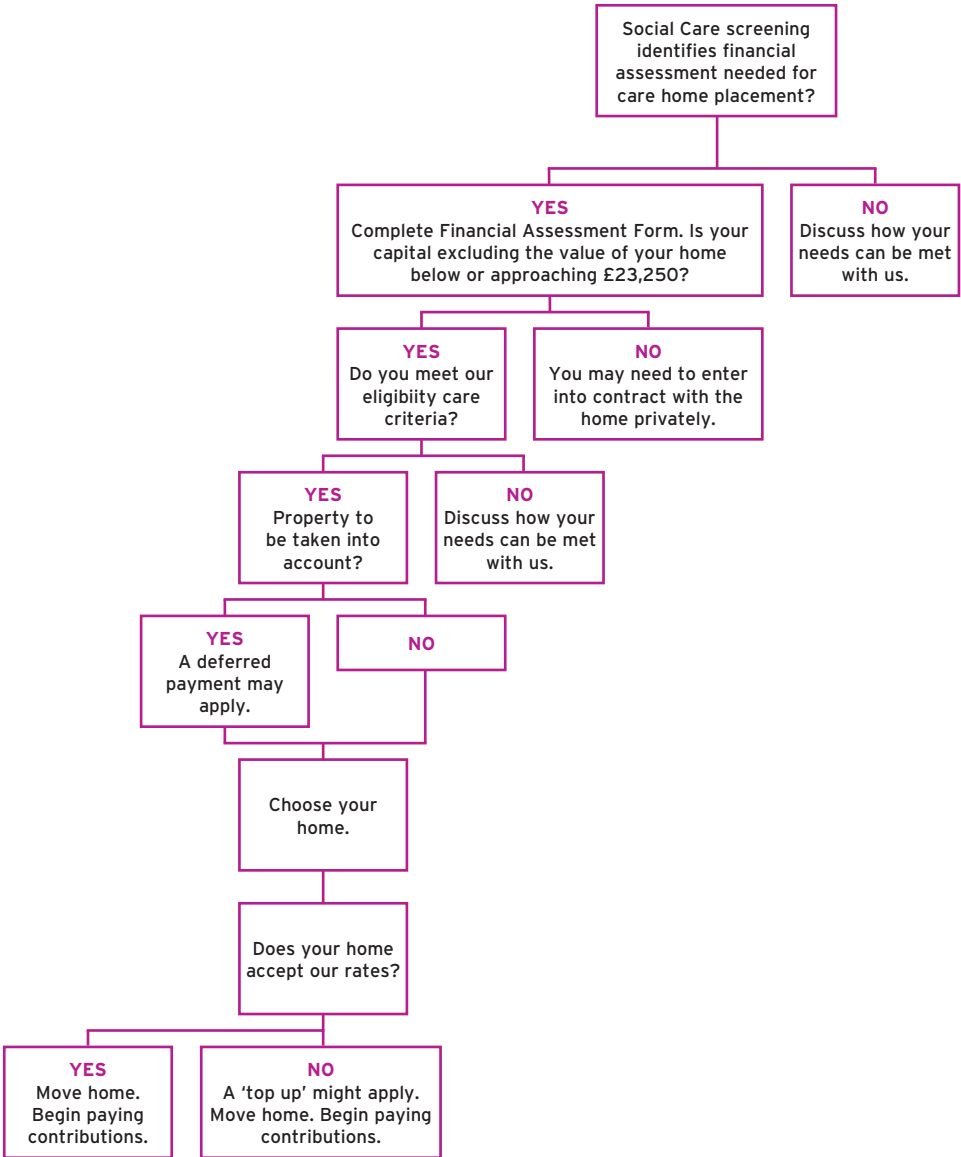 Social Care screening
identifies financial
assessment needed for
care home placement?
YES
Complete Financial Assessment Form. Is your
capital excluding the value of your home
below or approaching £23,250?
NO
Discuss how your
needs can be met
with us.
YES
Do you meet our
eligibiity care
criteria?
NO
You may need to enter
into contract with the
home privately.
YES
Property to
be taken into
account?
NO
Discuss how your
needs can be met
with us.
YES
A deferred
payment may
apply.
NO
Choose your
home.
Does your home
accept our rates?
YES
Move home.
Begin paying
contributions.
NO
A ‘top up’ might apply.
Move home. Begin paying
contributions.